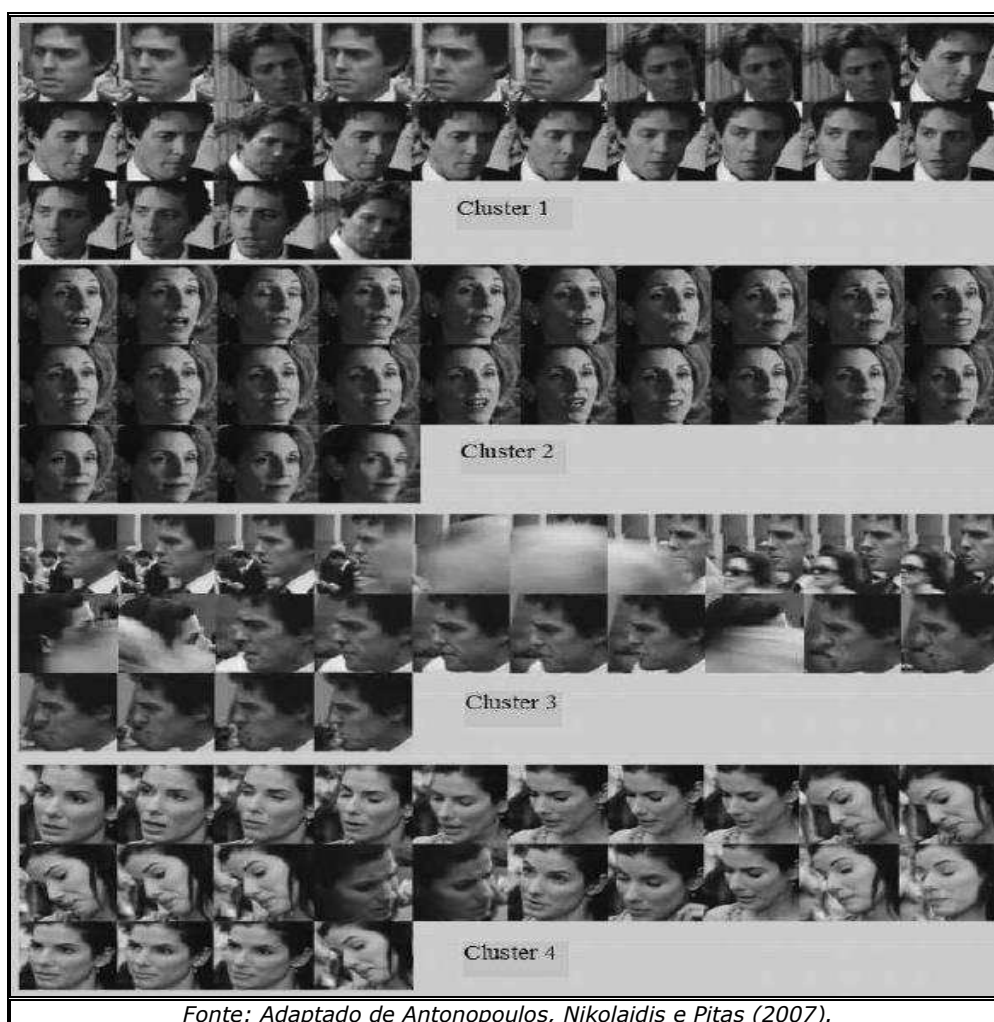 Cluster 1
Cluster 2
Cluster 3
Cluster 4
Fonte: Adaptado de Antonopoulos, Nikolaidis e Pitas (2007).